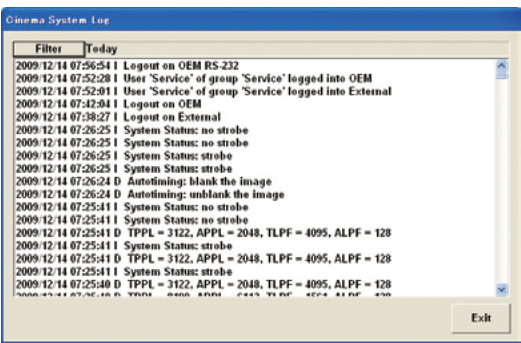 Cinema System Log
Filter Today
2009/12/14 07:56:54 I Logout on OEM RS-232
2009/12/14 07:52:28 I User 'Service' of group 'Service' logged into OEM
2009/12/14 07:52:01 I User 'Service' of group 'Service' logged into External
2009/12/14 07:42:04 I Logout on OEM
2009/12/14 07:38:27 I Logout on External
2009/12/14 07:26:25 I System Status: no strobe
2009/12/14 07:26:25 I System Status: no strobe
2009/12/14 07:26:25 I System Status: strobe
2009/12/14 07:26:25 I System Status: strobe
2009/12/14 07:26:24 D Autotiming: blank the image
2009/12/14 07:26:24 D Autotiming: unblank the image
2009/12/14 07:25:41 I System Status: no strobe
2009/12/14 07:25:41 D TPPL = 3122, APPL = 2048, TLPF = 4095, ALPF = 128
2009/12/14 07:25:41 I System Status: strobe
2009/12/14 07:25:41 D TPPL = 3122, APPL = 2048, TLPF = 4095, ALPF = 128
2009/12/14 07:25:41 I System Status: strobe
2009/12/14 07:25:40 D TPPL = 3122, APPL = 2048, TLPF = 4095, ALPF = 128
Exit